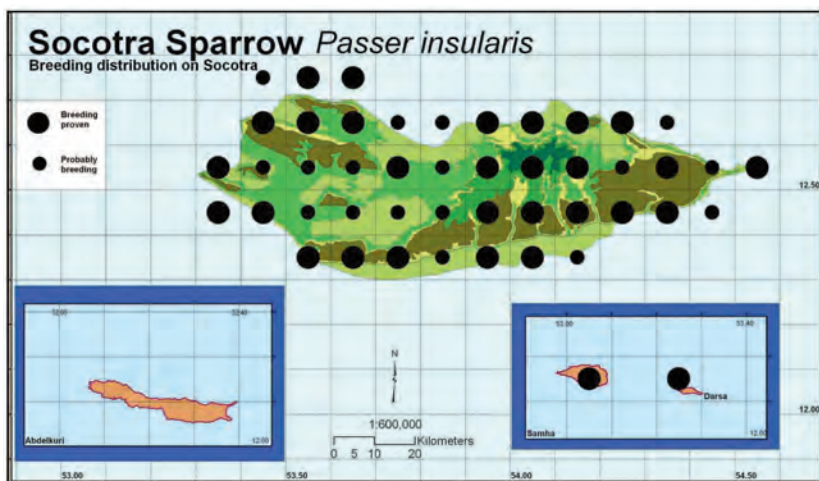 Socotra Sparrow Passer insularis
Breeding distribution on Socotra
Breeding
proven
Probably
breeding
12.50
12.00
53.00
53.50
54.00
54.50
N
1:600,000
0 5 10 20 Kilometers
12.40
12.00
Abdelkuri
53.00
53.40
Samha
Darsa
12.00